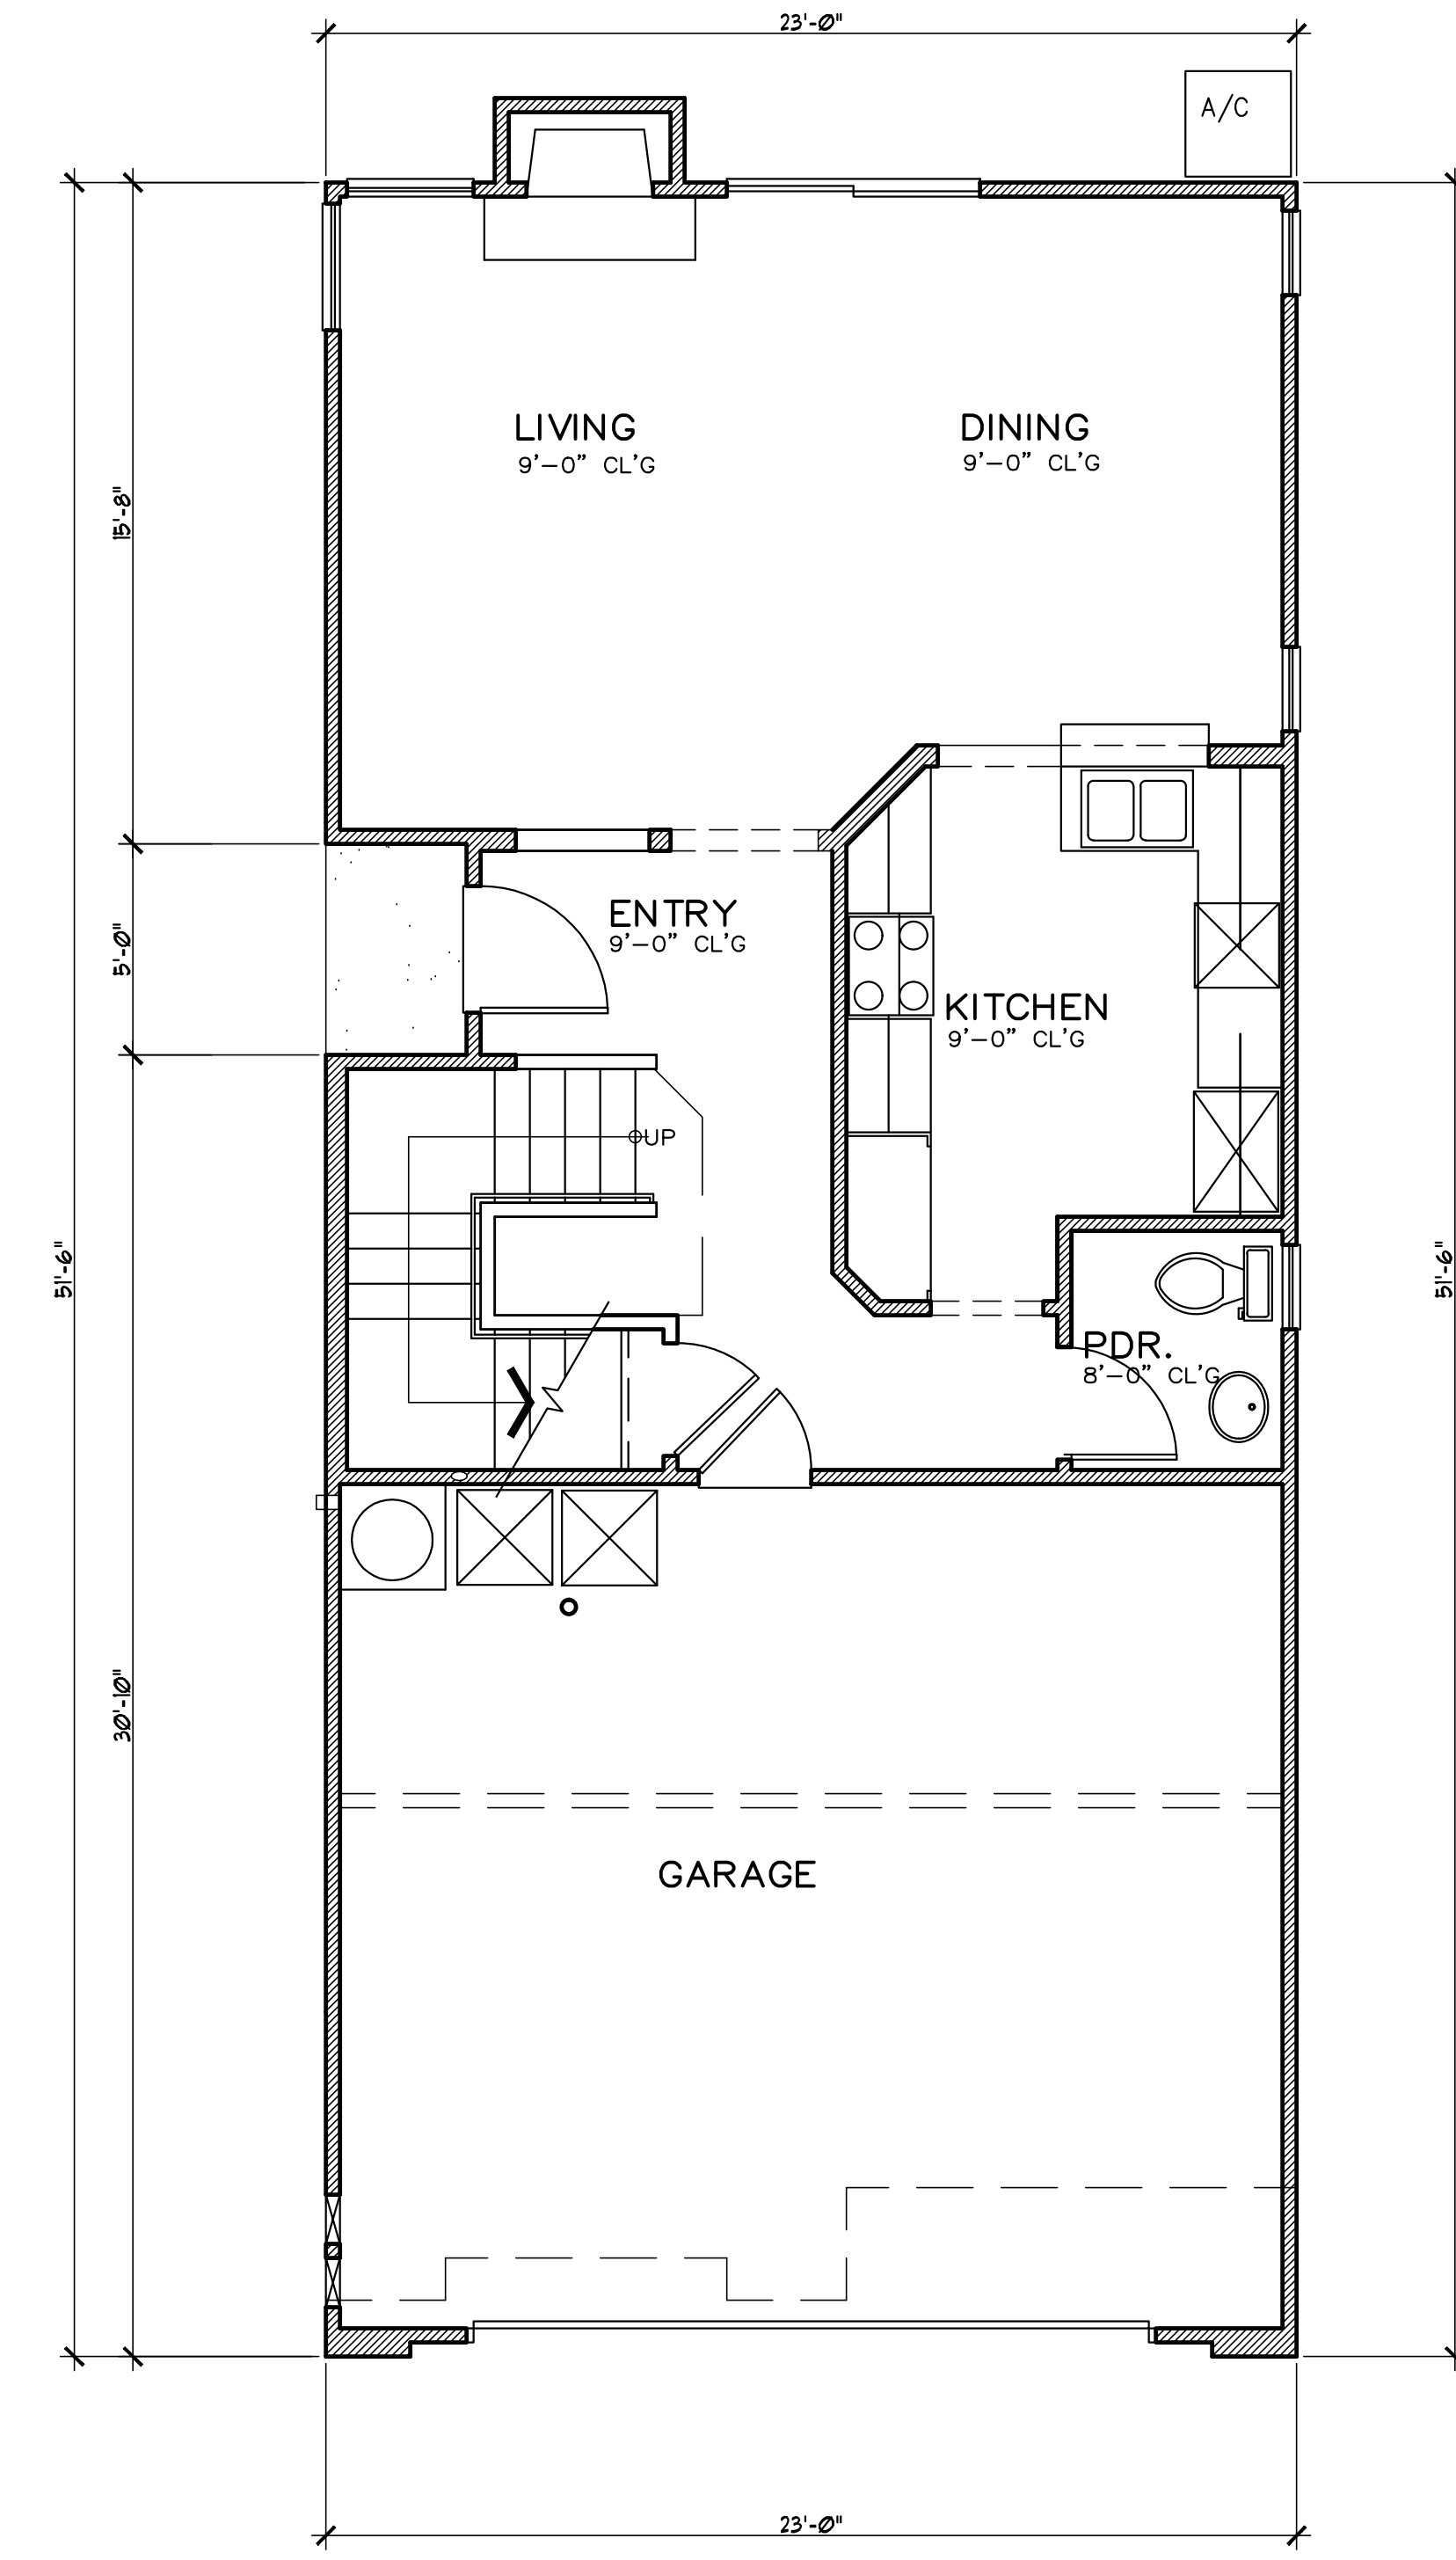 23'-0"
A/C
LIVING
9'-0" CL'G
DINING
9'-0" CL'G
15'-8"
ENTRY
9'-0" CL'G
5'-0"
KITCHEN
9'-0" CL'G
UP
51'-6"
51'-6"
PDR.
8'-0" CL'G
30'-10"
GARAGE
23'-0"